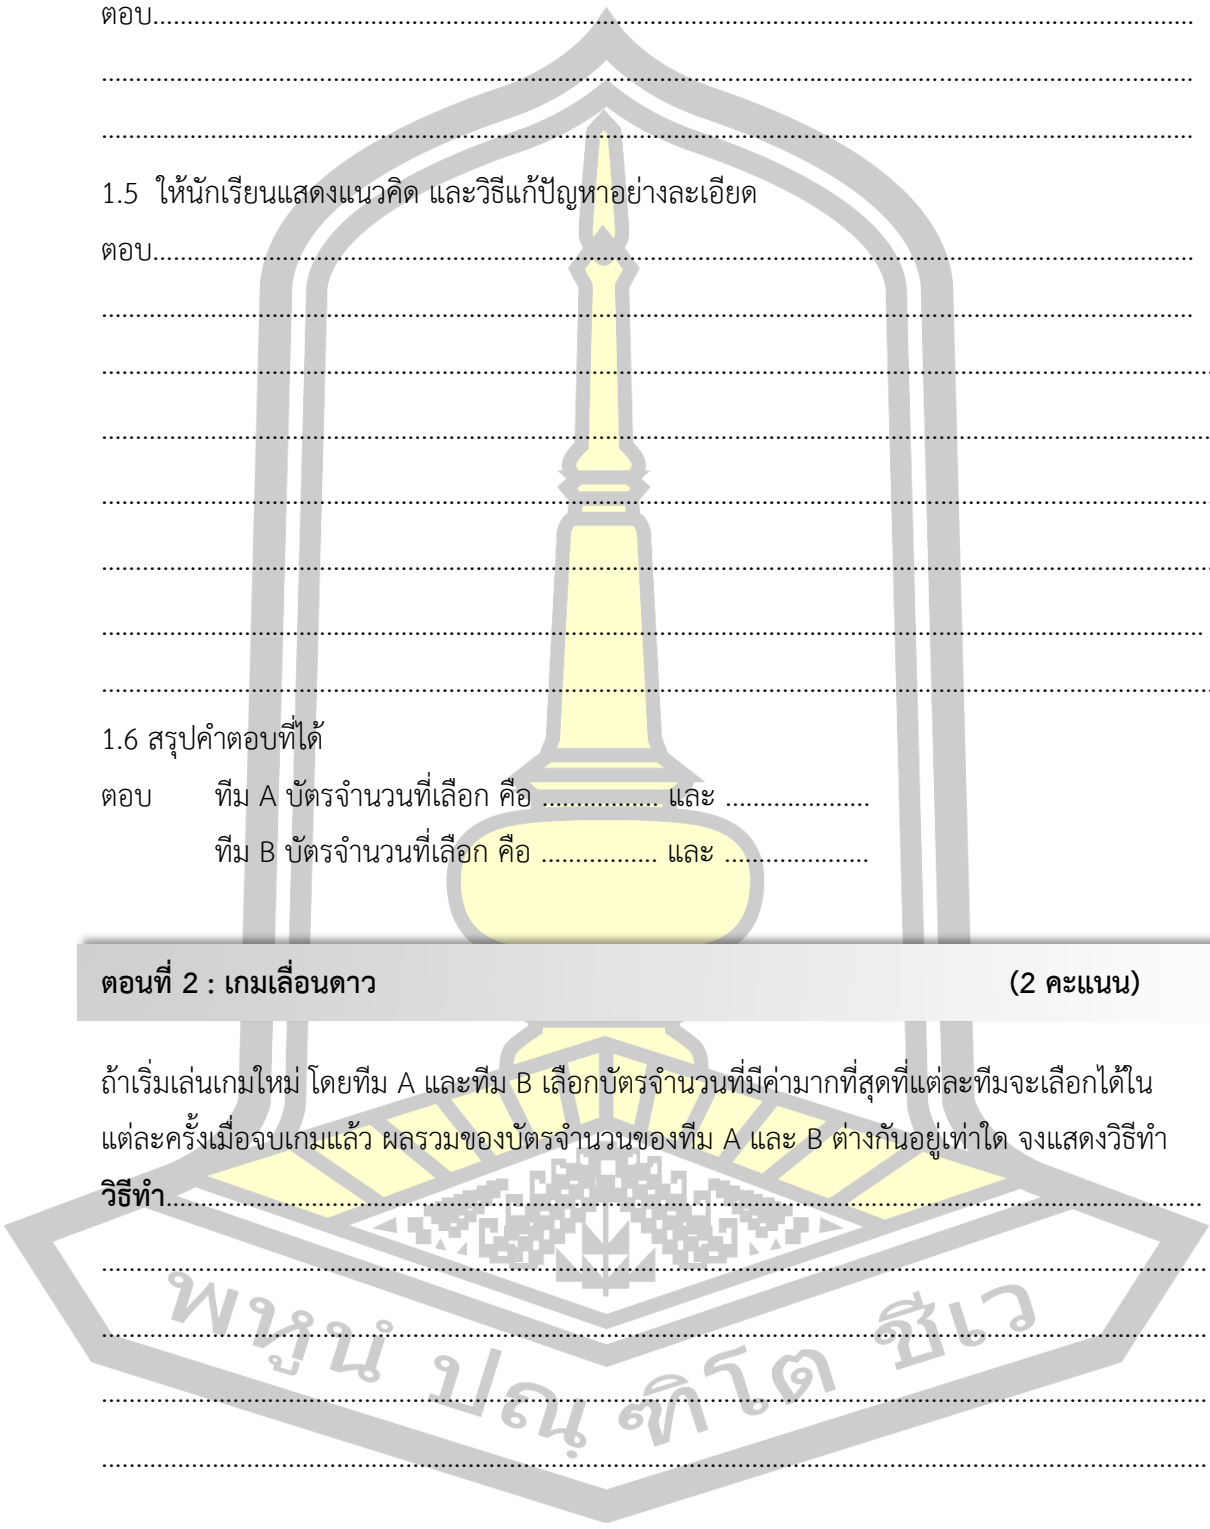 ตอบ..........................................................................................................................................
..................................................................................................................................................
..................................................................................................................................................
1.5 ให้นักเรียนแสดงแนวคิด และวิธีแก้ปัญหาอย่างละเอียด
ตอบ..........................................................................................................................................
..................................................................................................................................................
..................................................................................................................................................
..................................................................................................................................................
..................................................................................................................................................
..................................................................................................................................................
..................................................................................................................................................
..................................................................................................................................................
1.6 สรุปคำตอบที่ได้
ตอบ ทีม A บัตรจำนวนที่เลือก คือ ................. และ .....................
ทีม B บัตรจำนวนที่เลือก คือ ................. และ .....................
ตอนที่ 2 : เกมเลื่อนดาว (2 คะแนน)
ถ้าเริ่มเล่นเกมใหม่ โดยทีม A และทีม B เลือกบัตรจำนวนที่มีค่ามากที่สุดที่แต่ละทีมจะเลือกได้ใน
แต่ละครั้งเมื่อจบเกมแล้ว ผลรวมของบัตรจำนวนของทีม A และ B ต่างกันอยู่เท่าใด จงแสดงวิธีทำ
วิธีทำ..........................................................................................................................................
..................................................................................................................................................
..................................................................................................................................................
..................................................................................................................................................
..................................................................................................................................................
พหูนํ ปณฺฑิโต ชีเว